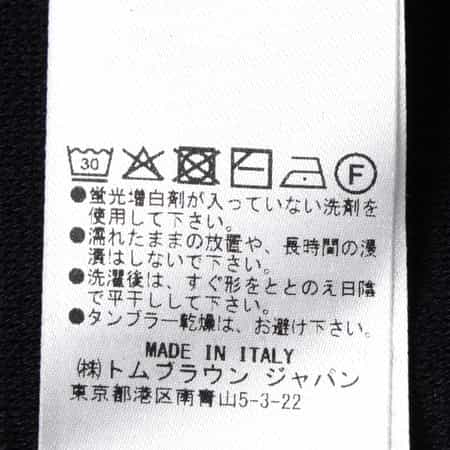 30
F
●蛍光増白剤が入っていない洗剤を
使用して下さい。
●濡れたままの放置や、長時間の浸
漬はしないで下さい。
●洗濯後は、すぐ形をととのえ日陰
で平干しして下さい。
●タンブラー乾燥は、お避け下さい。
MADE IN ITALY
㈱トムブラウン ジャパン
東京都港区南青山5-3-22